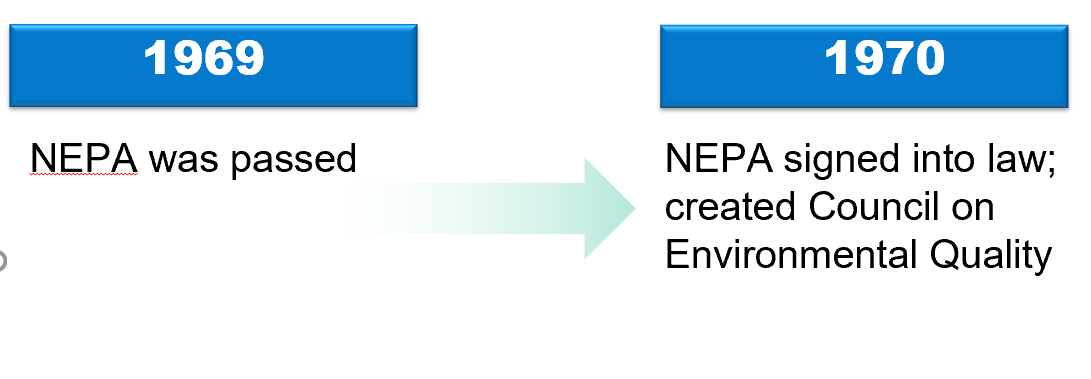 1969
NEPA was passed
1970
NEPA signed into law;
created Council on
Environmental Quality